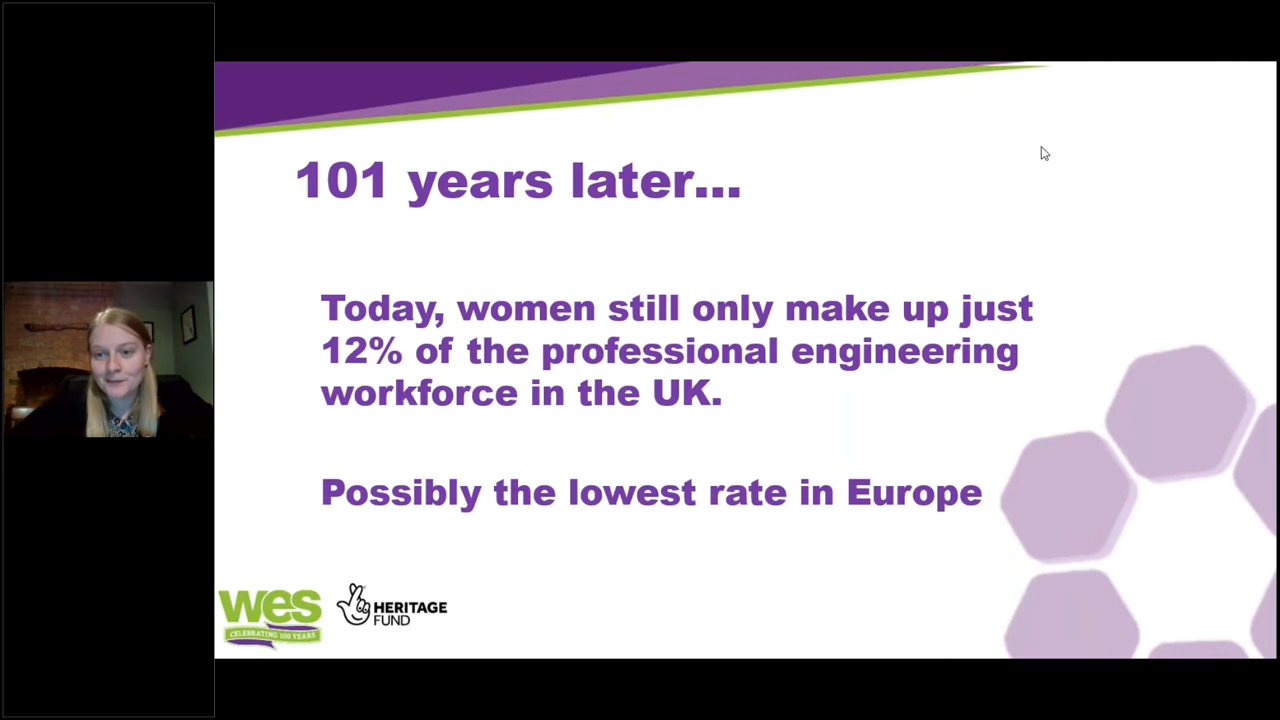 101 years later...
Today, women still only make up just
12% of the professional engineering
workforce in the UK.
Possibly the lowest rate in Europe
wes
CELEBRATING 100 YEARS
HERITAGE
FUND